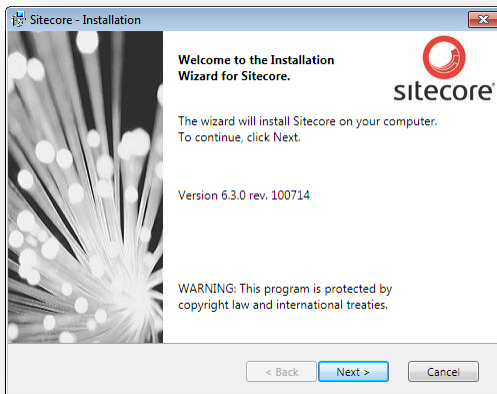 Sitecore - Installation
Welcome to the Installation
Wizard for Sitecore.
sitecore
The wizard will install Sitecore on your computer.
To continue, click Next.
Version 6.3.0 rev. 100714
WARNING: This program is protected by
copyright law and international treaties.
< Back
Next >
Cancel